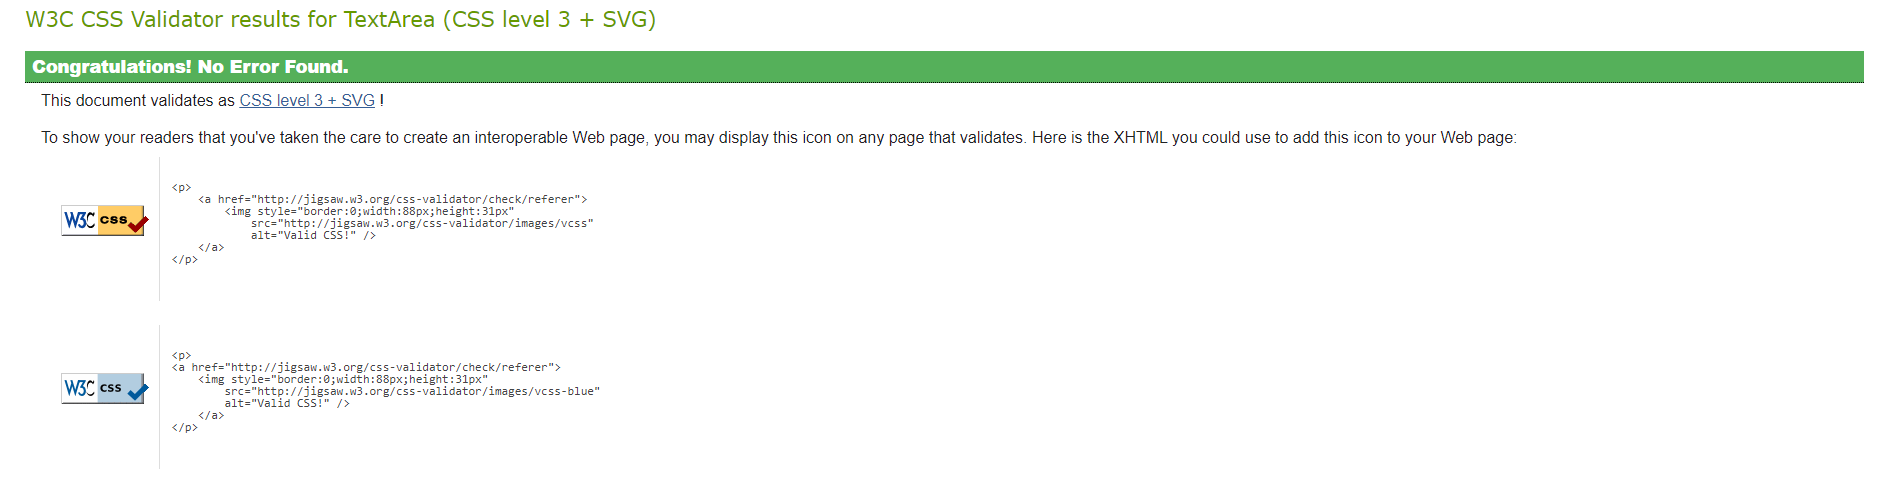 W3C CSS Validator results for TextArea (CSS level 3 + SVG)
Congratulations! No Error Found.
This document validates as CSS level 3 + SVG !
To show your readers that you've taken the care to create an interoperable Web page, you may display this icon on any page that validates. Here is the XHTML you could use to add this icon to your Web page:
W3C css
<p>
    <a href="http://jigsaw.w3.org/css-validator/check/referer">
        <img style="border:0;width:88px;height:31px"
            src="http://jigsaw.w3.org/css-validator/images/vcss"
            alt="Valid CSS!" />
    </a>
</p>
W3C css
<p>
<a href="http://jigsaw.w3.org/css-validator/check/referer">
    <img style="border:0;width:88px;height:31px"
        src="http://jigsaw.w3.org/css-validator/images/vcss-blue"
        alt="Valid CSS!" />
    </a>
</p>